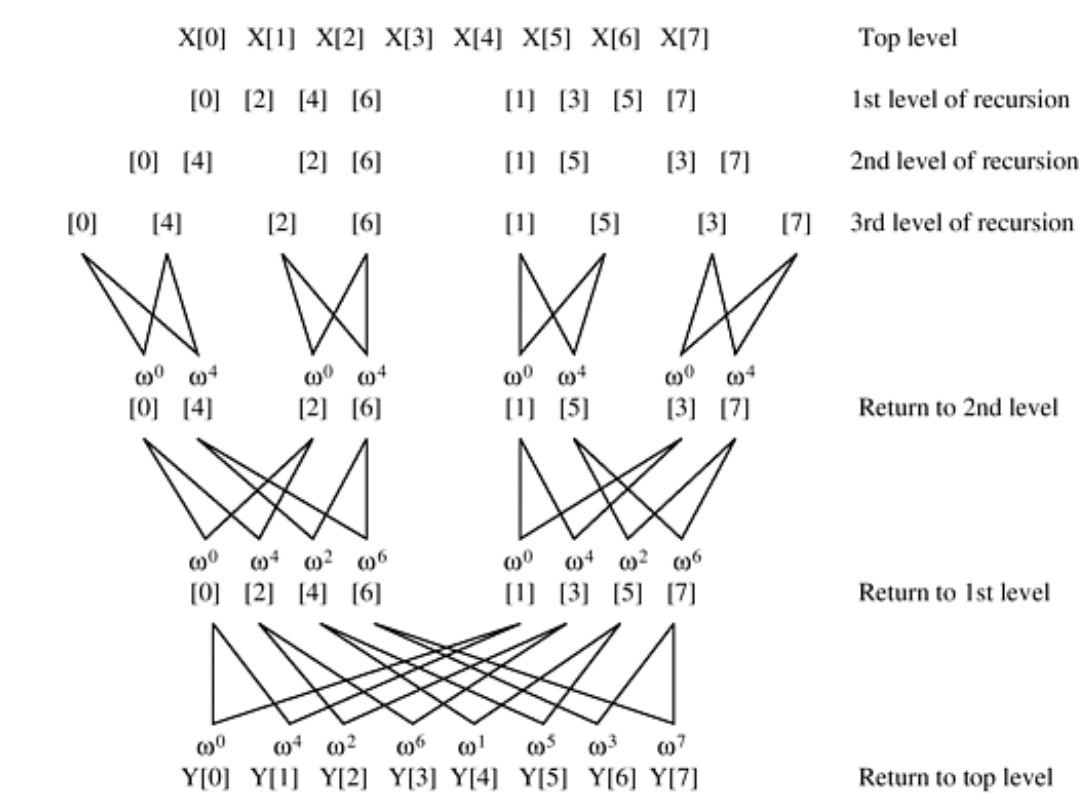 X[0] X[1] X[2] X[3] X[4] X[5] X[6] X[7] Top level
[0] [2] [4] [6] [1] [3] [5] [7] 1st level of recursion
[0] [4] [2] [6] [1] [5] [3] [7] 2nd level of recursion
[0] [4] [2] [6] [1] [5] [3] [7] 3rd level of recursion
ω⁰ ω⁴ ω⁰ ω⁴ ω⁰ ω⁴ ω⁰ ω⁴
[0] [4] [2] [6] [1] [5] [3] [7] Return to 2nd level
ω⁰ ω⁴ ω² ω⁶ ω⁰ ω⁴ ω² ω⁶
[0] [2] [4] [6] [1] [3] [5] [7] Return to 1st level
ω⁰ ω⁴ ω² ω⁶ ω¹ ω⁵ ω³ ω⁷
Y[0] Y[1] Y[2] Y[3] Y[4] Y[5] Y[6] Y[7] Return to top level